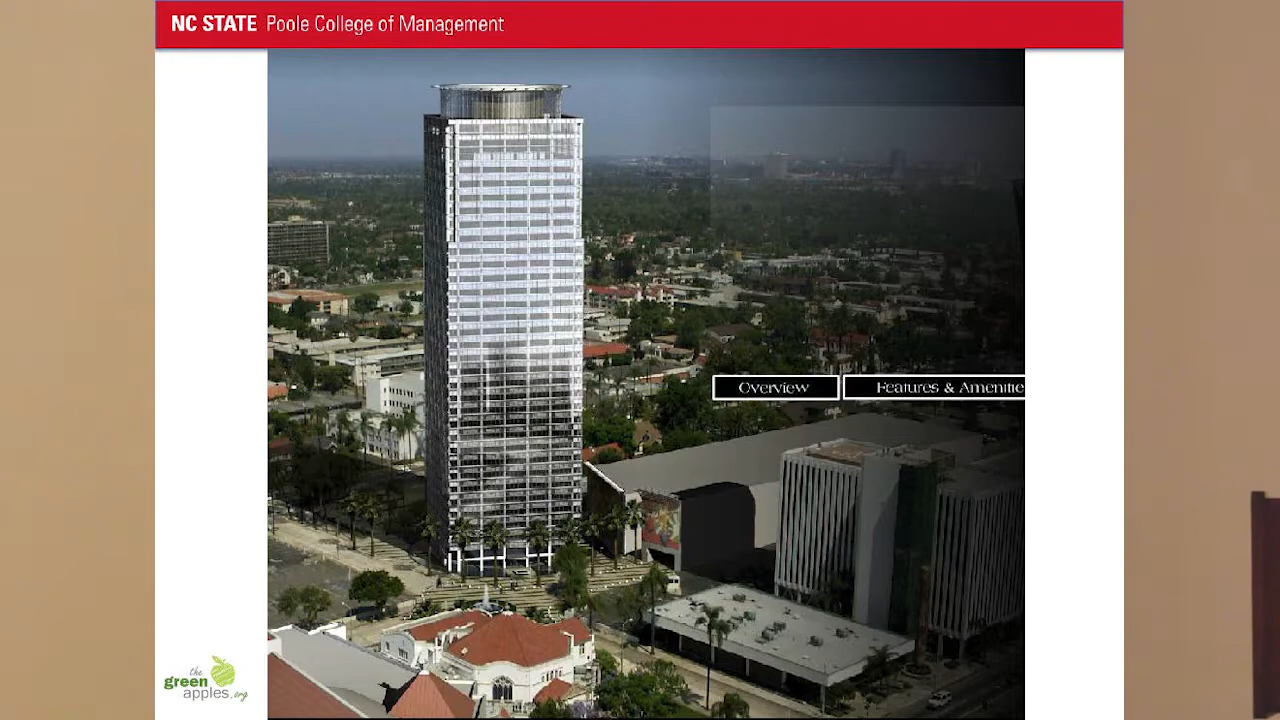 NC STATE Poole College of Management
Overview
Features & Amenitie
the
green
apples.org